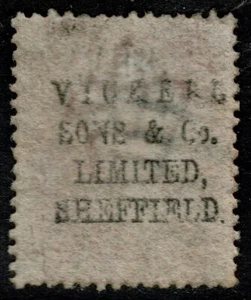 VICKERS
SONS & Co.
LIMITED,
SHEFFIELD.